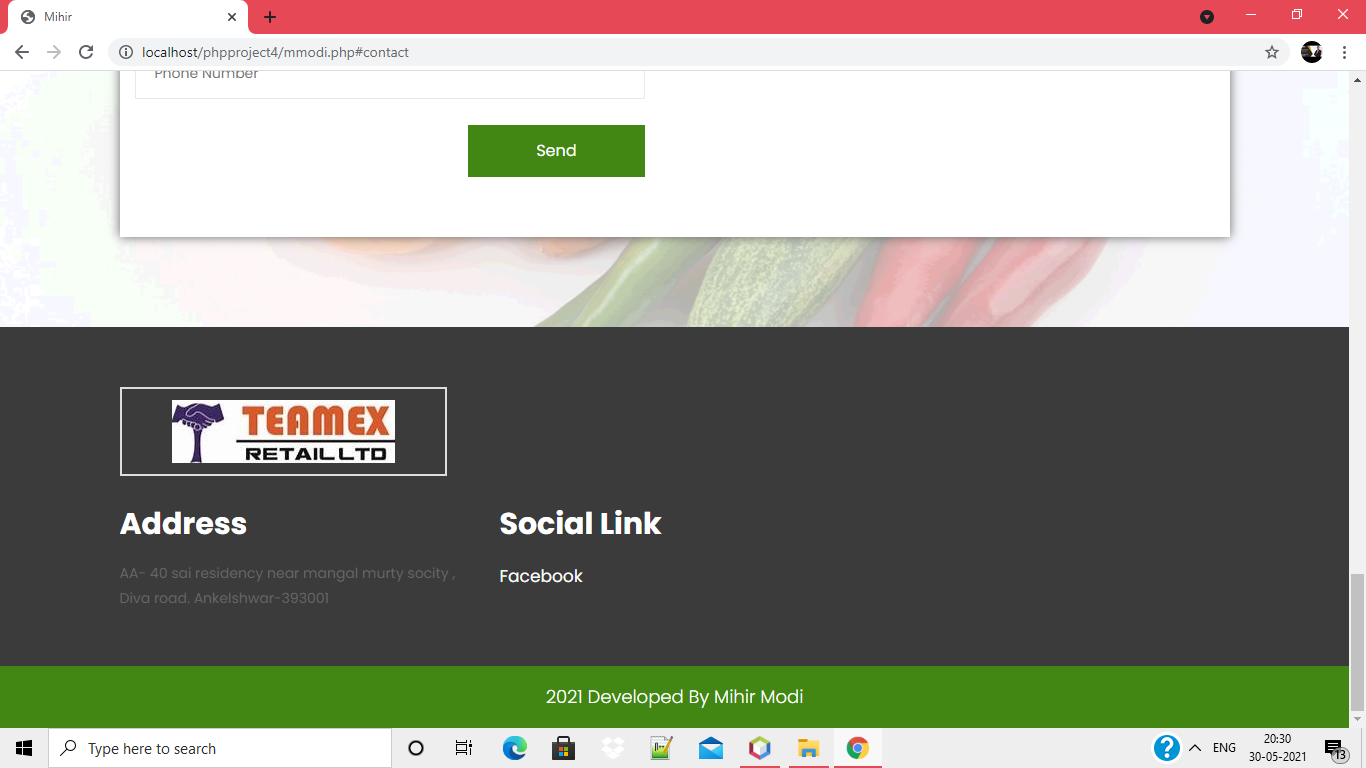 Mihir
localhost/phpproject4/mmodi.php#contact
Phone Number
Send
TEAMEX
RETAIL LTD
Address
Social Link
AA- 40 sai residency near mangal murty socity ,
Diva road. Ankelshwar-393001
Facebook
2021 Developed By Mihir Modi
Type here to search
ENG
20:30
30-05-2021
13